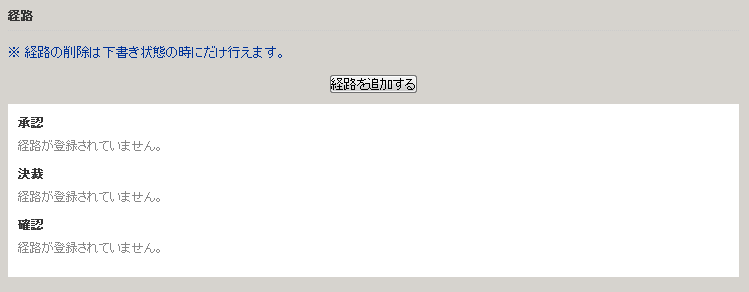 経路
※ 経路の削除は下書き状態の時にだけ行えます。
経路を追加する
承認
経路が登録されていません。
決裁
経路が登録されていません。
確認
経路が登録されていません。